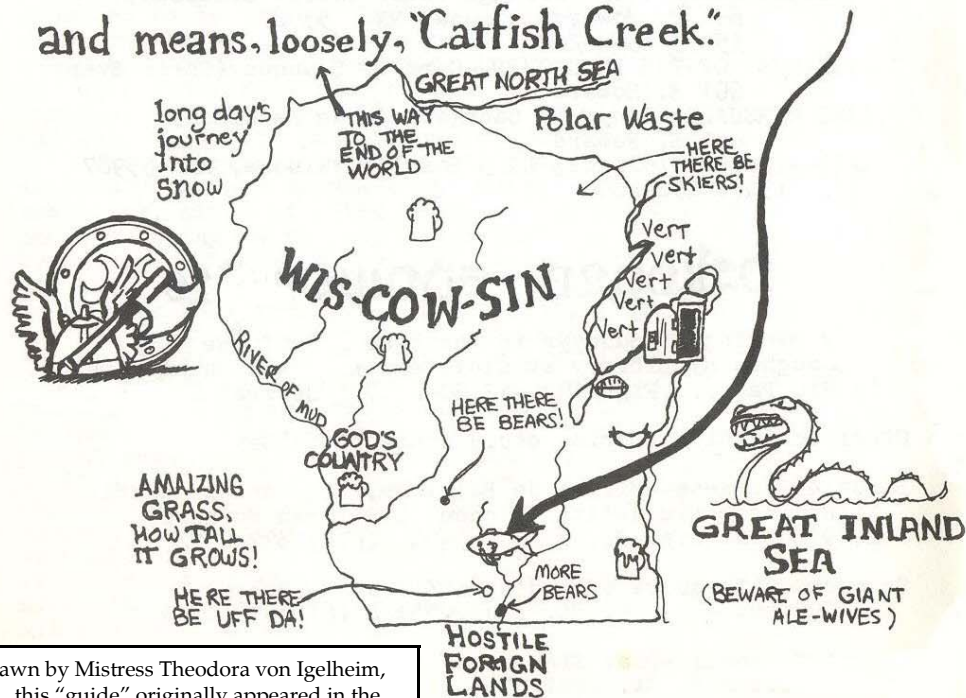 and means, loosely, "Catfish Creek."
GREAT NORTH SEA
long day's
journey
Into
Snow
THIS WAY
TO THE
END OF THE
WORLD
Polar Waste
HERE
THERE BE
SKIERS!
Vert
Vert
Vert
Vert
Vert
WIS-COW-SIN
RIVER OF MUD
HERE THERE
BE BEARS!
GOD'S
COUNTRY
AMAIZING
GRASS,
HOW TALL
IT GROWS!
GREAT INLAND
SEA
(BEWARE OF GIANT
ALE-WIVES)
HERE THERE
BE UFF DA!
MORE
BEARS
HOSTILE
FORIGN
LANDS
awn by Mistress Theodora von Igelheim,
this "guide" originally appeared in the